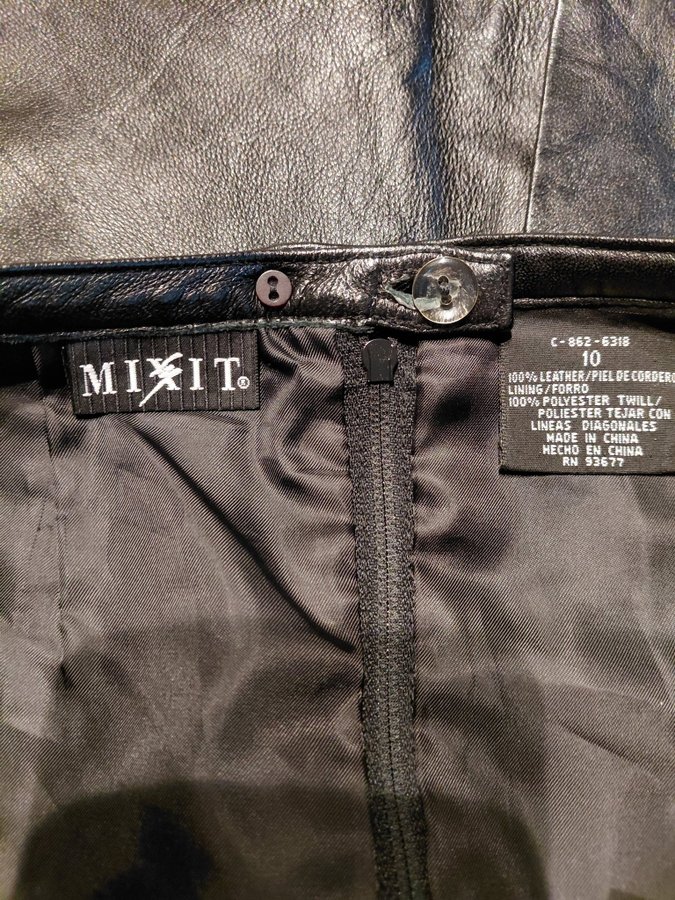 MIXIT®
C-862-6318
10
100% LEATHER/PIEL DE CORDERO
LINING/FORRO
100% POLYESTER TWILL/
POLIESTER TEJAR CON
LINEAS DIAGONALES
MADE IN CHINA
HECHO EN CHINA
RN 93677